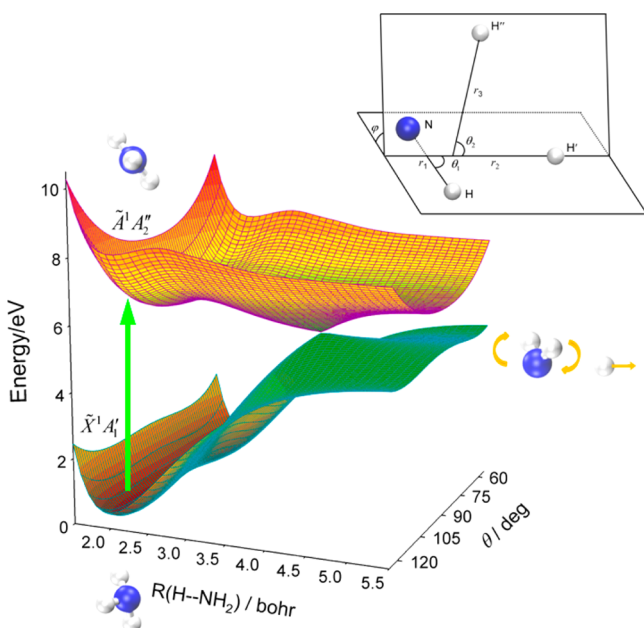 H''
r₃
N
φ
θ₂
r₁
θ₁
r₂
H'
H
10
Ã¹A₂''
8
6
Energy/eV
4
X̃¹A₁'
2
0
2.0
2.5
3.0
3.5
4.0
4.5
5.0
5.5
R(H--NH₂) / bohr
60
75
90
105
120
θ / deg